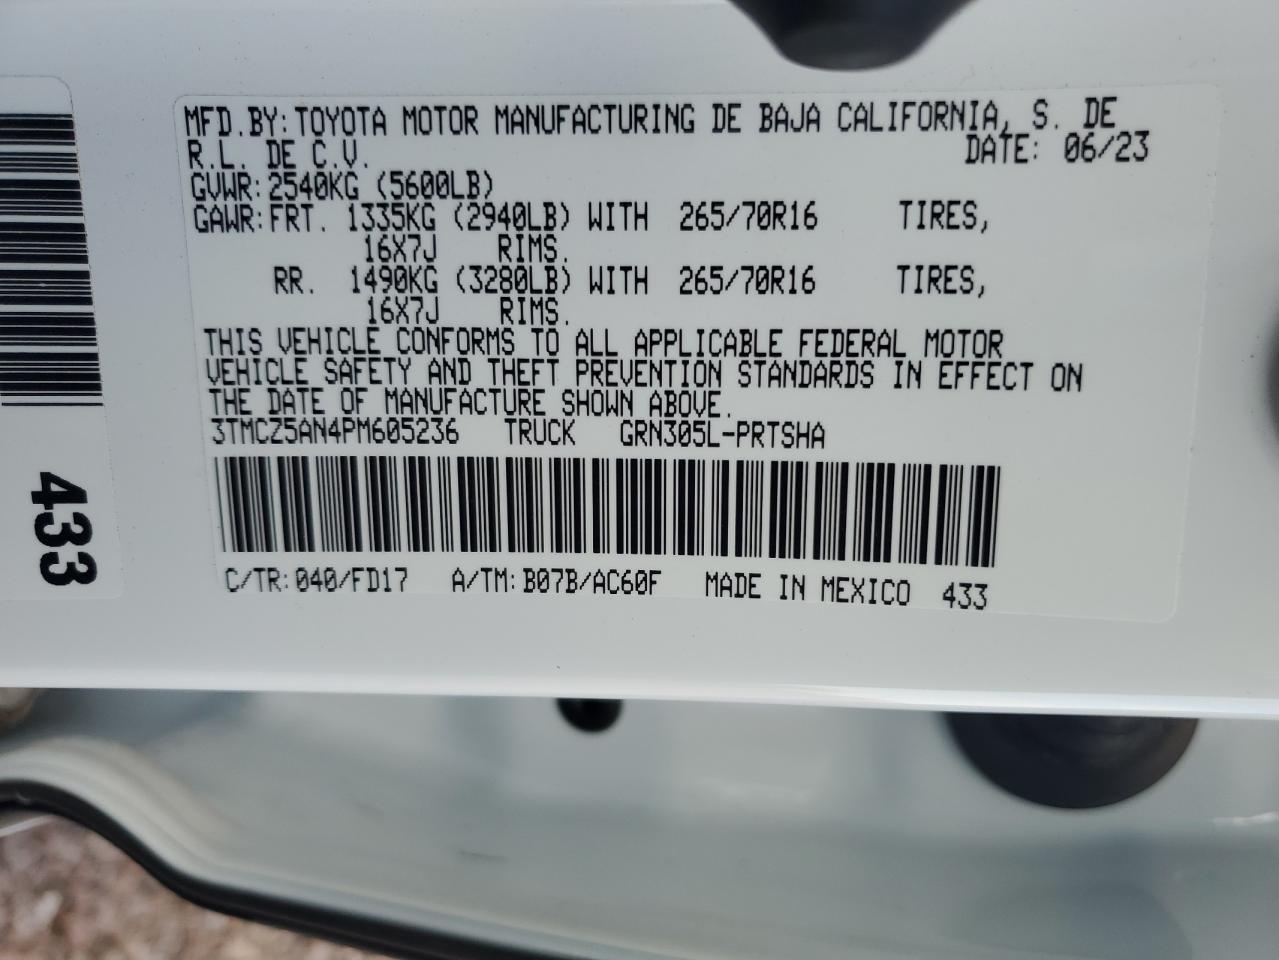 MFD.BY:TOYOTA MOTOR MANUFACTURING DE BAJA CALIFORNIA, S. DE
R.L. DE C.V. DATE: 06/23
GVWR:2540KG (5600LB)
GAWR:FRT. 1335KG (2940LB) WITH 265/70R16 TIRES,
16X7J RIMS.
RR. 1490KG (3280LB) WITH 265/70R16 TIRES,
16X7J RIMS.
THIS VEHICLE CONFORMS TO ALL APPLICABLE FEDERAL MOTOR
VEHICLE SAFETY AND THEFT PREVENTION STANDARDS IN EFFECT ON
THE DATE OF MANUFACTURE SHOWN ABOVE.
3TMCZ5AN4PM605236 TRUCK GRN305L-PRTSHA
C/TR:040/FD17 A/TM:B07B/AC60F MADE IN MEXICO 433
433